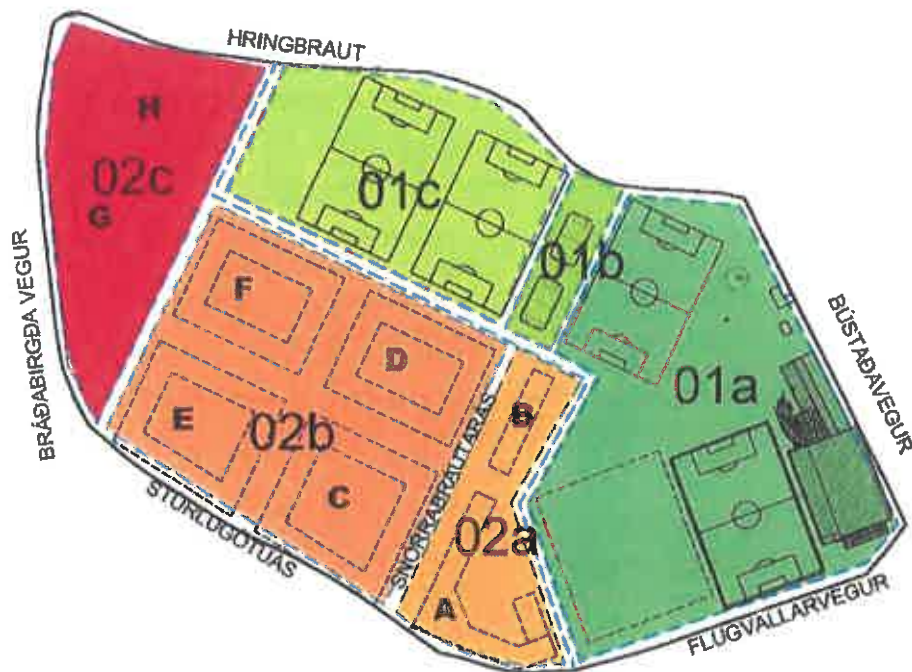 HRINGBRAUT
H
02c
G
01c
01b
BRÁÐABIRGÐA VEGUR
F
D
01a
BÚSTAÐAVEGUR
E
02b
B
C
SNORRABRAUTARÁS
02a
STURLUGÖTUÁS
A
FLUGVALLARVEGUR